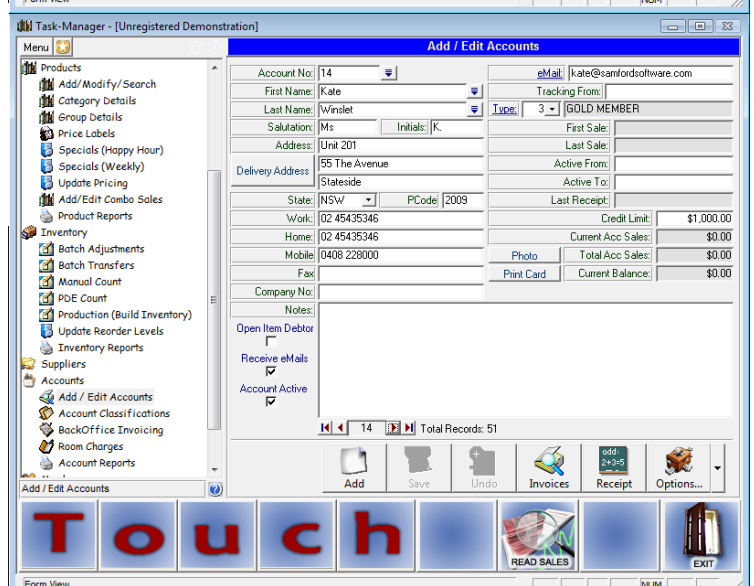 Form View NUM
Task-Manager - [Unregistered Demonstration]
Menu
Add / Edit Accounts
Products
Add/Modify/Search
Category Details
Group Details
Price Labels
Specials (Happy Hour)
Specials (Weekly)
Update Pricing
Add/Edit Combo Sales
Product Reports
Inventory
Batch Adjustments
Batch Transfers
Manual Count
PDE Count
Production (Build Inventory)
Update Reorder Levels
Inventory Reports
Suppliers
Accounts
Add / Edit Accounts
Account Classifications
BackOffice Invoicing
Room Charges
Account Reports
Add / Edit Accounts
Account No: 14
First Name: Kate
Last Name: Winslet
Salutation: Ms Initials: K.
Address: Unit 201
Delivery Address 55 The Avenue
Stateside
State: NSW PCode 2009
Work: 02 45435346
Home: 02 45435346
Mobile 0408 228000
Fax
Company No:
Notes:
Open Item Debtor
Receive eMails
Account Active
eMail: kate@samfordsoftware.com
Tracking From:
Type: 3 GOLD MEMBER
First Sale:
Last Sale:
Active From:
Active To:
Last Receipt:
Credit Limit: $1,000.00
Current Acc Sales: $0.00
Photo Total Acc Sales: $0.00
Print Card Current Balance: $0.00
14 Total Records: 51
Add Save Undo Invoices Receipt Options...
add:
2+3=5
Touch
READ SALES
EXIT
Form View NUM